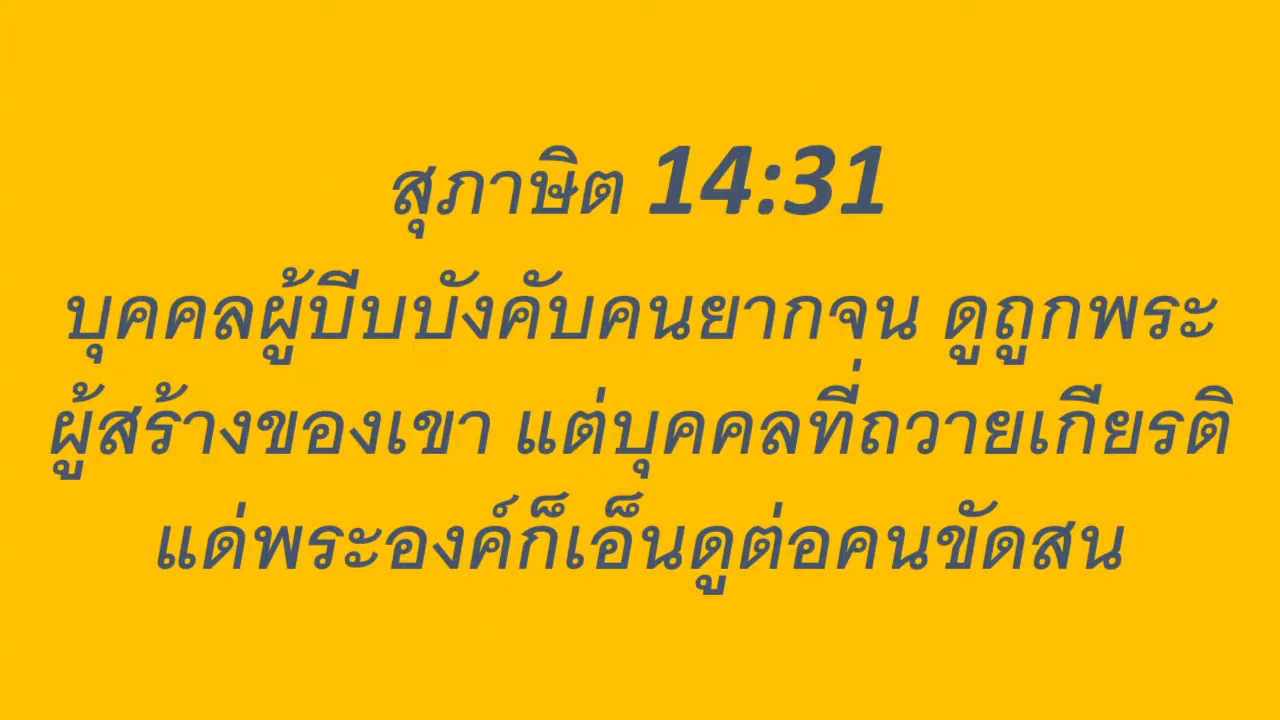 สุภาษิต 14:31
บุคคลผู้บีบบังคับคนยากจน ดูถูกพระ
ผู้สร้างของเขา แต่บุคคลที่ถวายเกียรติ
แด่พระองค์ก็เอ็นดูต่อคนขัดสน